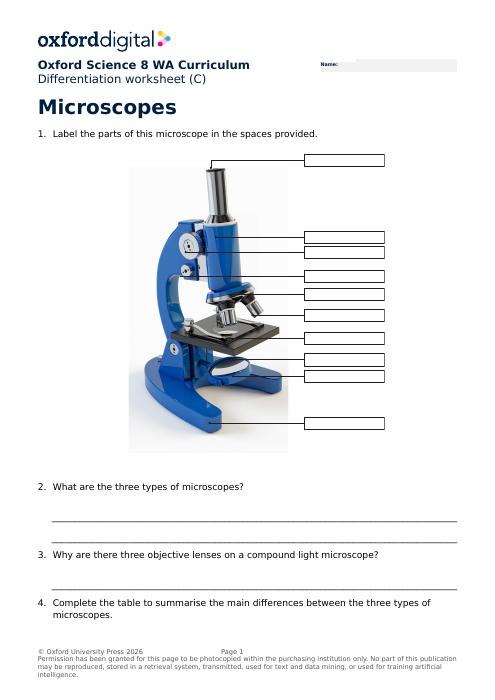 oxforddigital
Oxford Science 8 WA Curriculum
Name:
Differentiation worksheet (C)
Microscopes
1. Label the parts of this microscope in the spaces provided.
2. What are the three types of microscopes?
3. Why are there three objective lenses on a compound light microscope?
4. Complete the table to summarise the main differences between the three types of
microscopes.
© Oxford University Press 2026 Page 1
Permission has been granted for this page to be photocopied within the purchasing institution only. No part of this publication
may be reproduced, stored in a retrieval system, transmitted, used for text and data mining, or used for training artificial
intelligence.